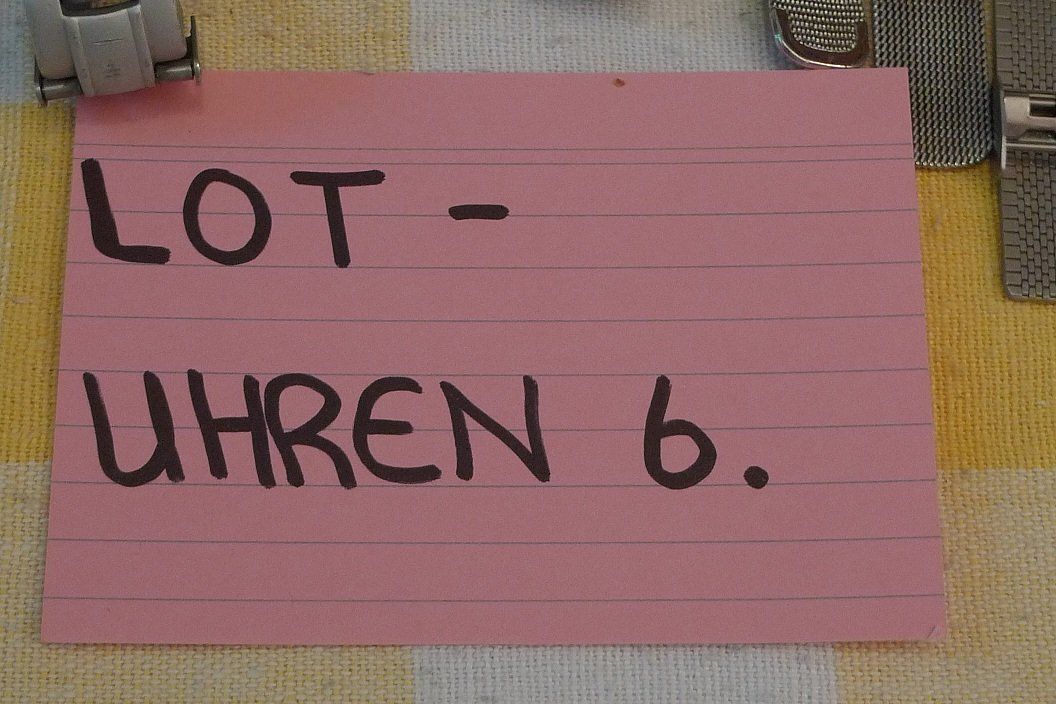 LOT -
UHREN 6.